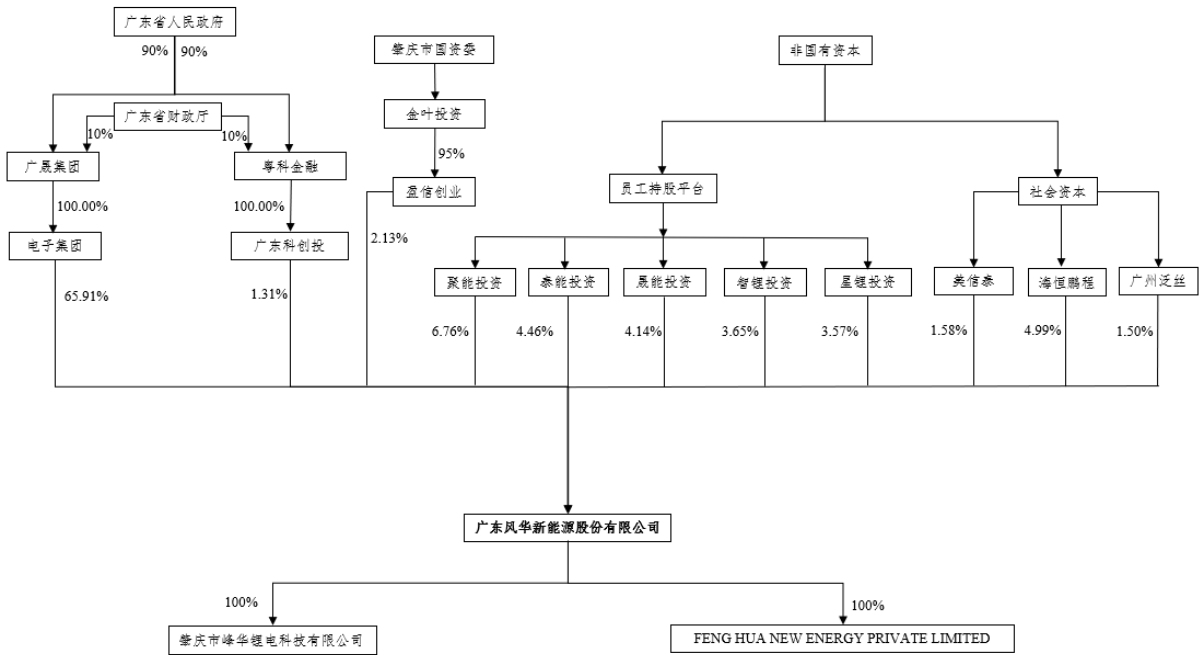 广东省人民政府
90%
90%
肇庆市国资委
非国有资本
广东省财政厅
10%
10%
金叶投资
95%
广晟集团
粤科金融
盈信创业
员工持股平台
社会资本
100.00%
100.00%
电子集团
广东科创投
2.13%
聚能投资
泰能投资
晟能投资
智锂投资
星锂投资
美信泰
海恒鹏程
广州泛丝
65.91%
1.31%
6.76%
4.46%
4.14%
3.65%
3.57%
1.58%
4.99%
1.50%
广东风华新能源股份有限公司
100%
100%
肇庆市峰华锂电科技有限公司
FENG HUA NEW ENERGY PRIVATE LIMITED